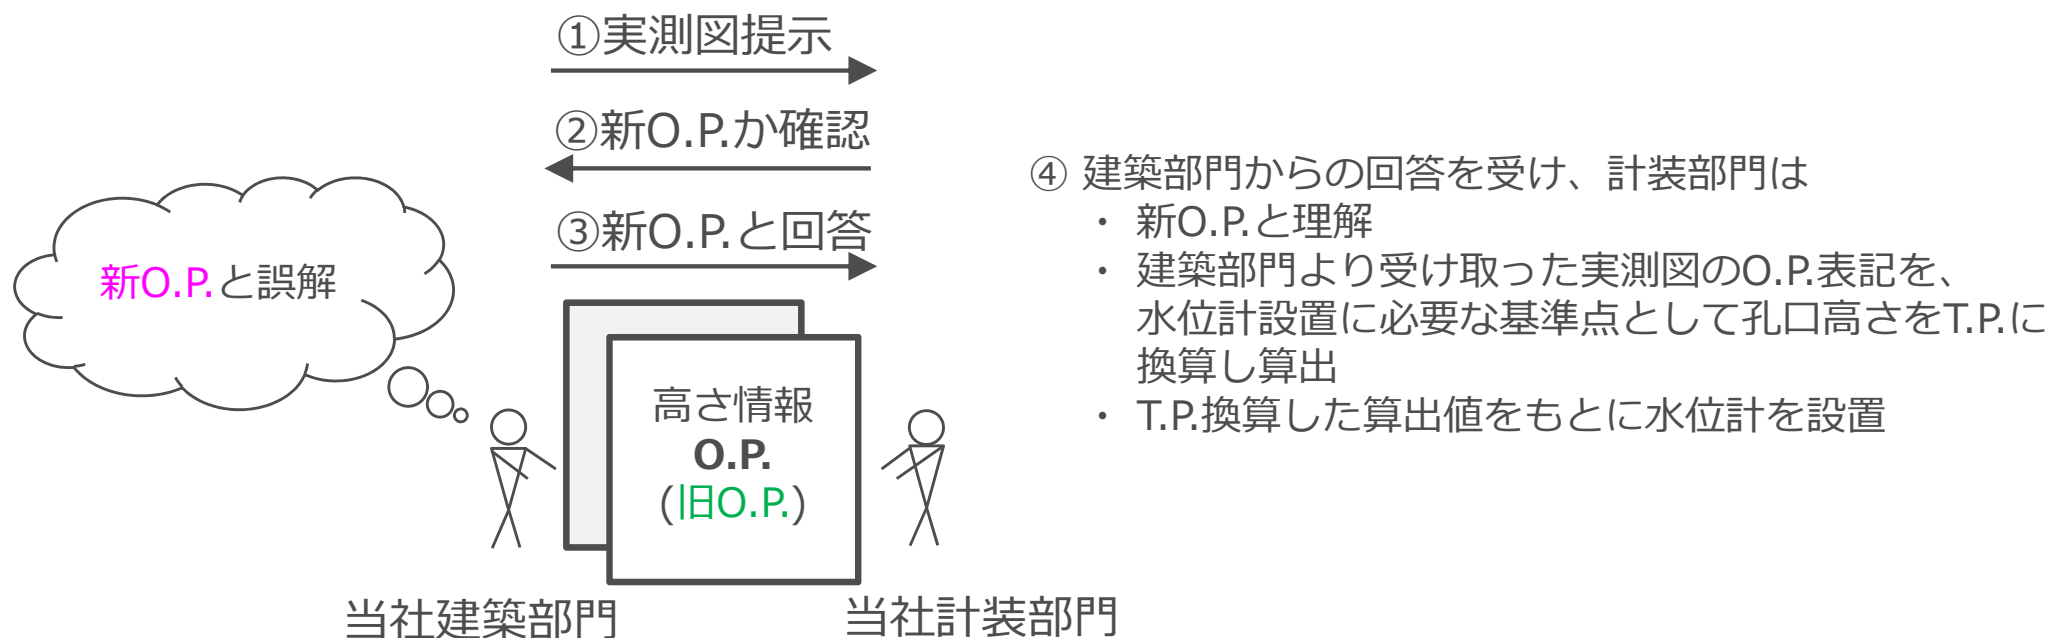 ①実測図提示
②新O.P.か確認
③新O.P.と回答
新O.P.と誤解
高さ情報
O.P.
(旧O.P.)
当社建築部門
当社計装部門
④ 建築部門からの回答を受け、計装部門は
・ 新O.P.と理解
・ 建築部門より受け取った実測図のO.P.表記を、
水位計設置に必要な基準点として孔口高さをT.P.に
換算し算出
・ T.P.換算した算出値をもとに水位計を設置